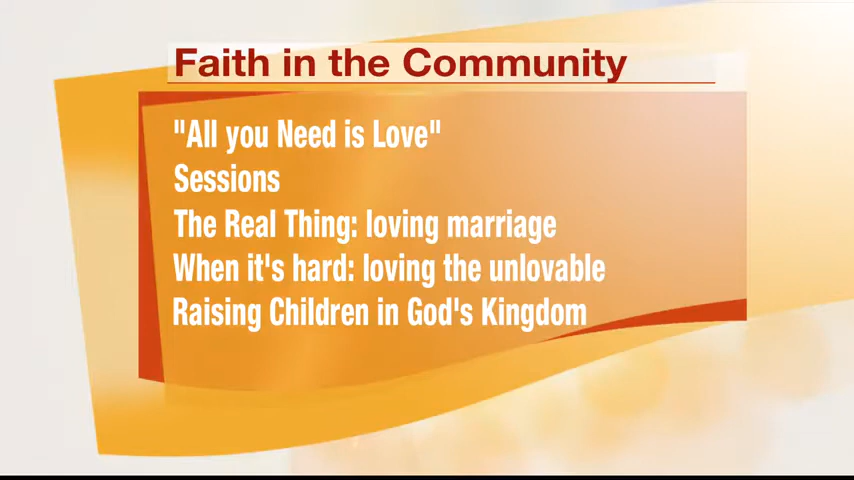 Faith in the Community
"All you Need is Love"
Sessions
The Real Thing: loving marriage
When it's hard: loving the unlovable
Raising Children in God's Kingdom